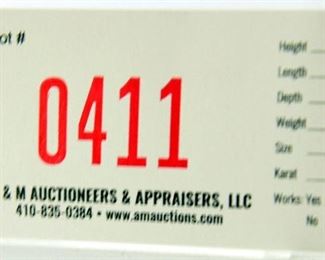 ot #
0411
& M AUCTIONEERS & APPRAISERS, LLC
410-835-0384 • www.amauctions.com
Height
Length
Depth
Weight
Size
Karat
Works: Yes
No